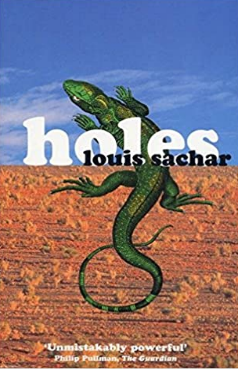 holes
louis sachar
'Unmistakably powerful'
Philip Pullman, The Guardian